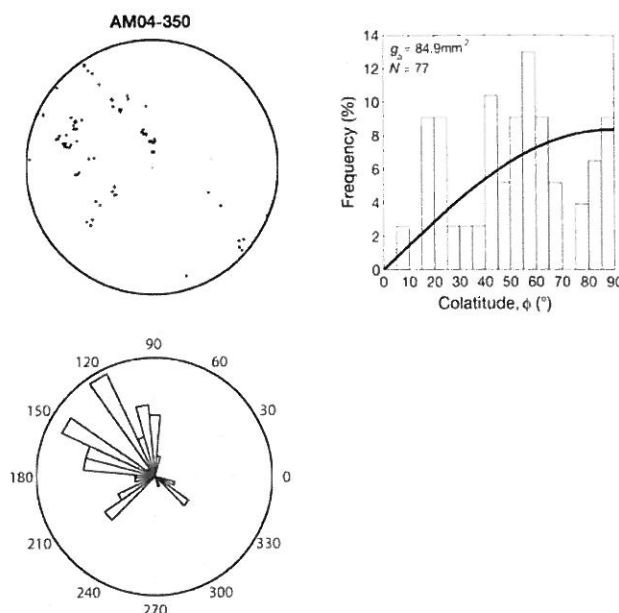 AM04-350
14
12
10
8
6
4
2
0
Frequency (%)
gₐ = 84.9mm²
N = 77
0 10 20 30 40 50 60 70 80 90
Colatitude, ϕ (°)
90
120 60
150 30
180 0
210 330
240 300
270